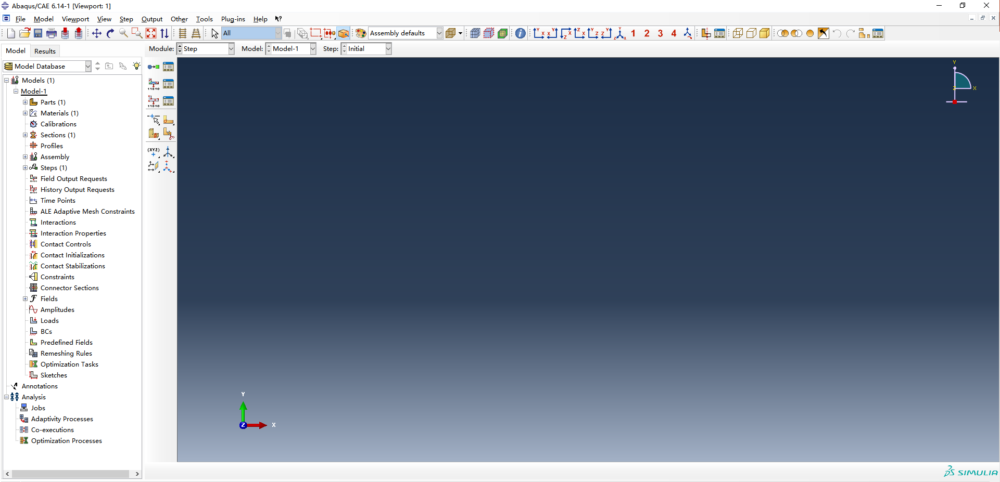 Abaqus/CAE 6.14-1 [Viewport: 1]
File Model Viewport View Step Output Other Tools Plug-ins Help
All Assembly defaults 1 2 3 4
Model Results
Module: Step Model: Model-1 Step: Initial
Model Database
Models (1)
Model-1
Parts (1)
Materials (1)
Calibrations
Sections (1)
Profiles
Assembly
Steps (1)
Field Output Requests
History Output Requests
Time Points
ALE Adaptive Mesh Constraints
Interactions
Interaction Properties
Contact Controls
Contact Initializations
Contact Stabilizations
Constraints
Connector Sections
Fields
Amplitudes
Loads
BCs
Predefined Fields
Remeshing Rules
Optimization Tasks
Sketches
Annotations
Analysis
Jobs
Adaptivity Processes
Co-executions
Optimization Processes
(XYZ)
Y
X
Z
Y
Z
X
SIMULIA